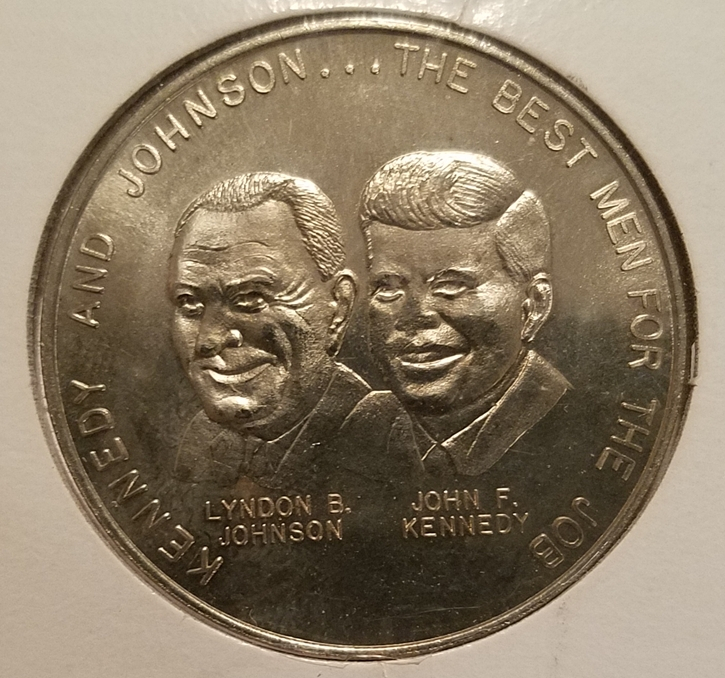 KENNEDY AND JOHNSON...THE BEST MEN FOR THE JOB
LYNDON B.
JOHNSON
JOHN F.
KENNEDY